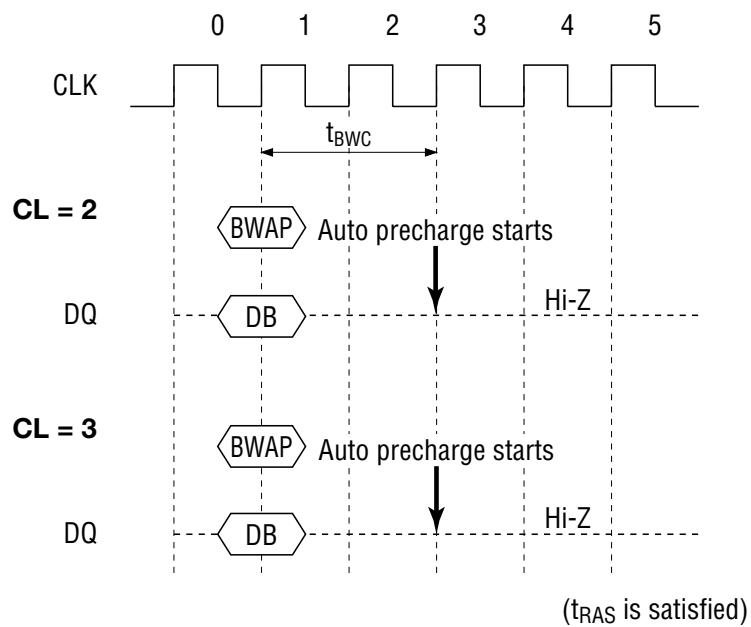 0 1 2 3 4 5
CLK
tBWC
CL = 2
BWAP Auto precharge starts
DQ DB Hi-Z
CL = 3
BWAP Auto precharge starts
DQ DB Hi-Z
(tRAS is satisfied)